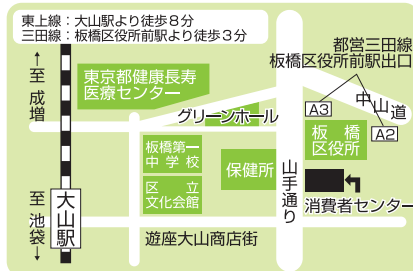 東上線：大山駅より徒歩８分
三田線：板橋区役所前駅より徒歩３分
都営三田線
板橋区役所前駅出口
←至 成増
東京都健康長寿
医療センター
グリーンホール
中山道
A3
A2
板橋
区役所
板橋第一
中学校
保健所
山手通り
区立
文化会館
消費者センター
至 池袋→
大山駅
遊座大山商店街